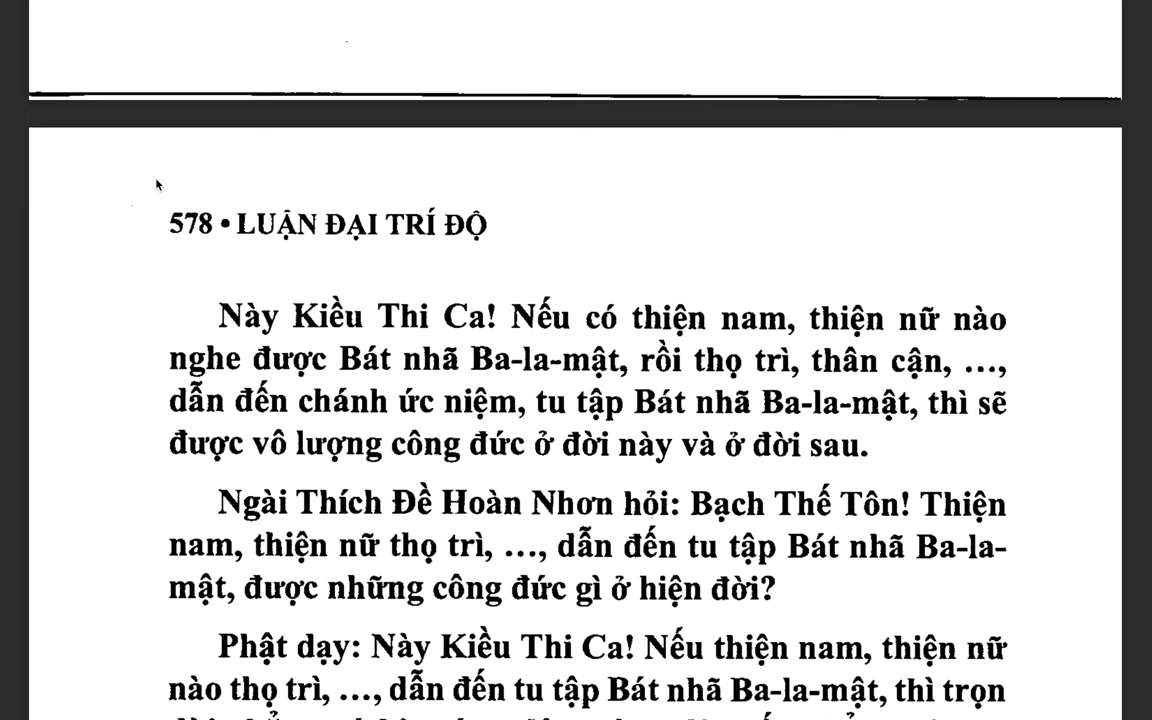 578 • LUẬN ĐẠI TRÍ ĐỘ
Này Kiều Thi Ca! Nếu có thiện nam, thiện nữ nào
nghe được Bát nhã Ba-la-mật, rồi thọ trì, thân cận, …,
dẫn đến chánh ức niệm, tu tập Bát nhã Ba-la-mật, thì sẽ
được vô lượng công đức ở đời này và ở đời sau.
Ngài Thích Đề Hoàn Nhơn hỏi: Bạch Thế Tôn! Thiện
nam, thiện nữ thọ trì, …, dẫn đến tu tập Bát nhã Ba-la-
mật, được những công đức gì ở hiện đời?
Phật dạy: Này Kiều Thi Ca! Nếu thiện nam, thiện nữ
nào thọ trì, …, dẫn đến tu tập Bát nhã Ba-la-mật, thì trọn